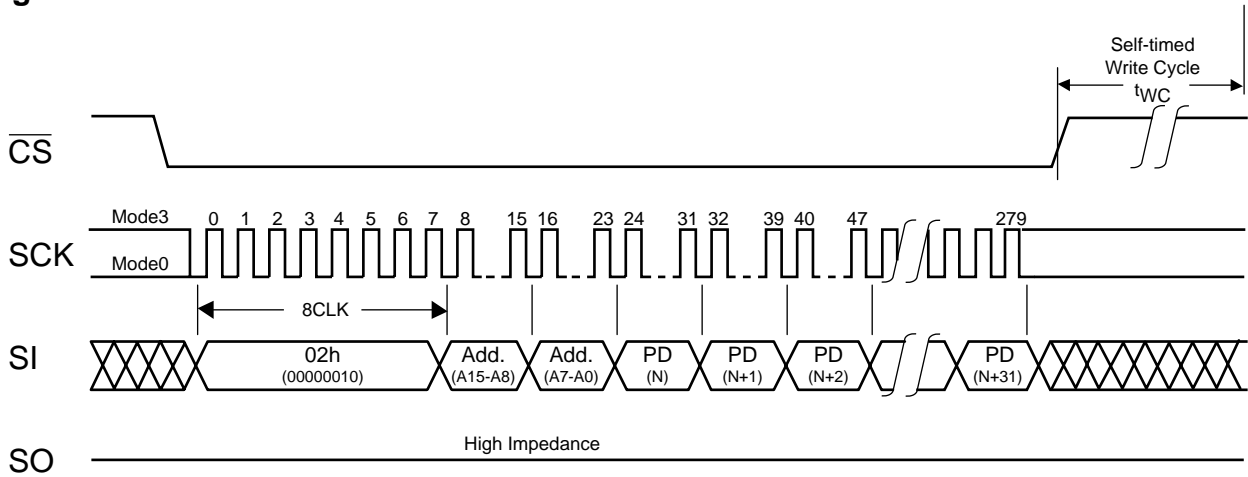 Self-timed
Write Cycle
tWC
CS
SCK
Mode3
Mode0
0 1 2 3 4 5 6 7 8 15 16 23 24 31 32 39 40 47 279
8CLK
SI
02h
(00000010)
Add.
(A15-A8)
Add.
(A7-A0)
PD
(N)
PD
(N+1)
PD
(N+2)
PD
(N+31)
SO
High Impedance